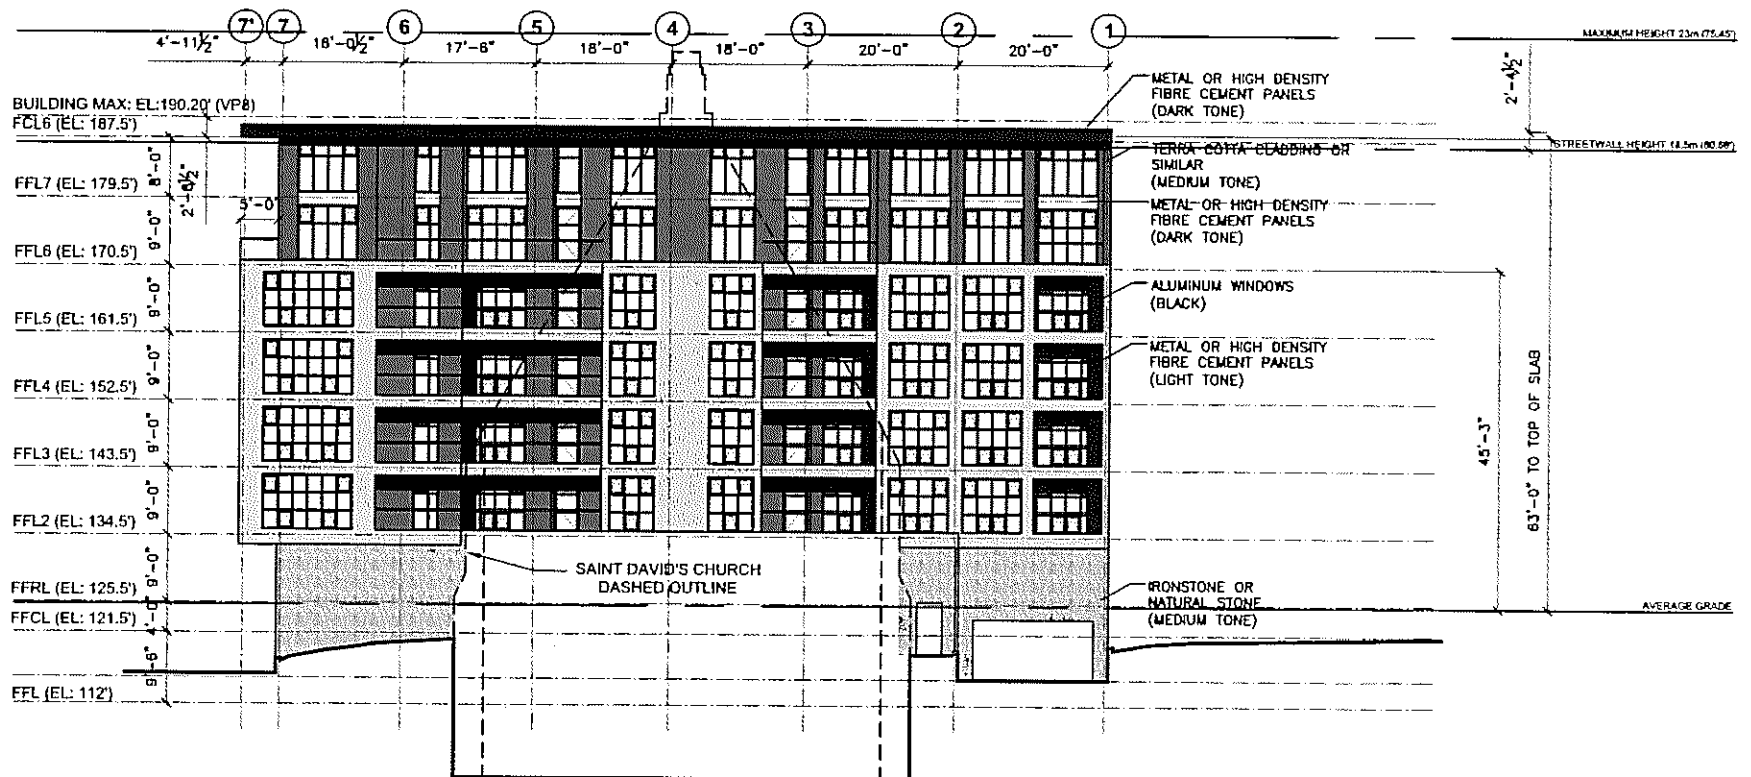 7' 7 6 5 4 3 2 1
MAXIMUM HEIGHT 23m (75.45')
4'-11½" 16'-0½" 17'-6" 18'-0" 18'-0" 20'-0" 20'-0"
2'-4½"
BUILDING MAX: EL:190.20' (VP8)
FCL6 (EL: 187.5')
METAL OR HIGH DENSITY
FIBRE CEMENT PANELS
(DARK TONE)
TERRA COTTA CLADDING OR
SIMILAR
(MEDIUM TONE)
8'-0"
2'-8½"
FFL7 (EL: 179.5')
5'-0"
METAL OR HIGH DENSITY
FIBRE CEMENT PANELS
(DARK TONE)
9'-0"
FFL6 (EL: 170.5')
ALUMINUM WINDOWS
(BLACK)
9'-0"
FFL5 (EL: 161.5')
METAL OR HIGH DENSITY
FIBRE CEMENT PANELS
(LIGHT TONE)
9'-0"
FFL4 (EL: 152.5')
9'-0"
FFL3 (EL: 143.5')
45'-3"
63'-0" TO TOP OF SLAB
9'-0"
FFL2 (EL: 134.5')
SAINT DAVID'S CHURCH
DASHED OUTLINE
9'-0"
FFRL (EL: 125.5')
IRONSTONE OR
NATURAL STONE
(MEDIUM TONE)
AVERAGE GRADE
4'-0"
FFCL (EL: 121.5')
9'-6"
FFL (EL: 112')